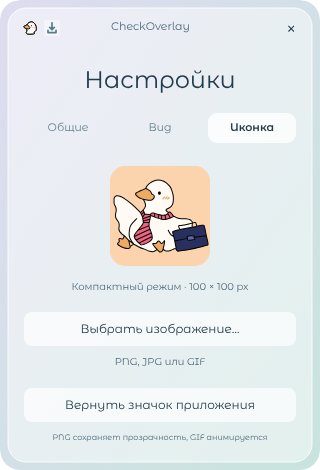 CheckOverlay
×
Настройки
Общие Вид Иконка
Компактный режим · 100 × 100 px
Выбрать изображение...
PNG, JPG или GIF
Вернуть значок приложения
PNG сохраняет прозрачность, GIF анимируется